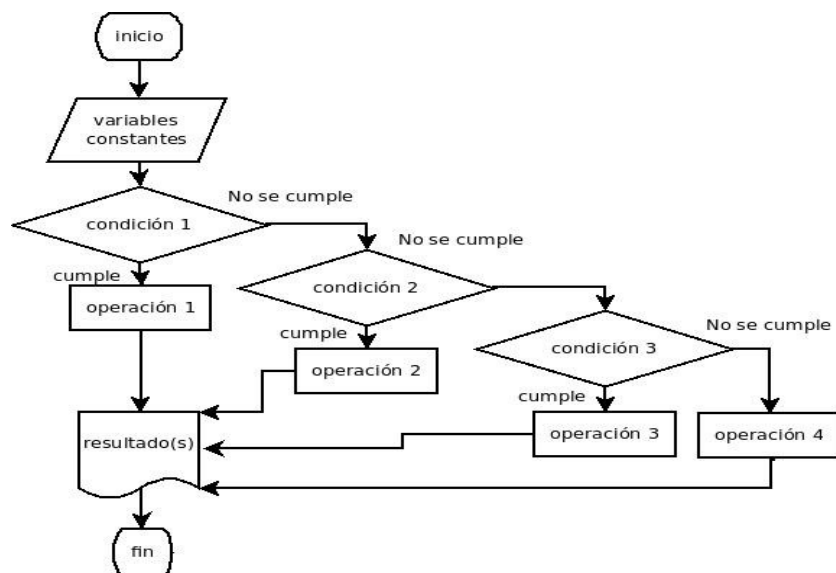 inicio
variables
constantes
No se cumple
condición 1
No se cumple
cumple
condición 2
operación 1
No se cumple
cumple
condición 3
operación 2
cumple
resultado(s)
operación 3
operación 4
fin